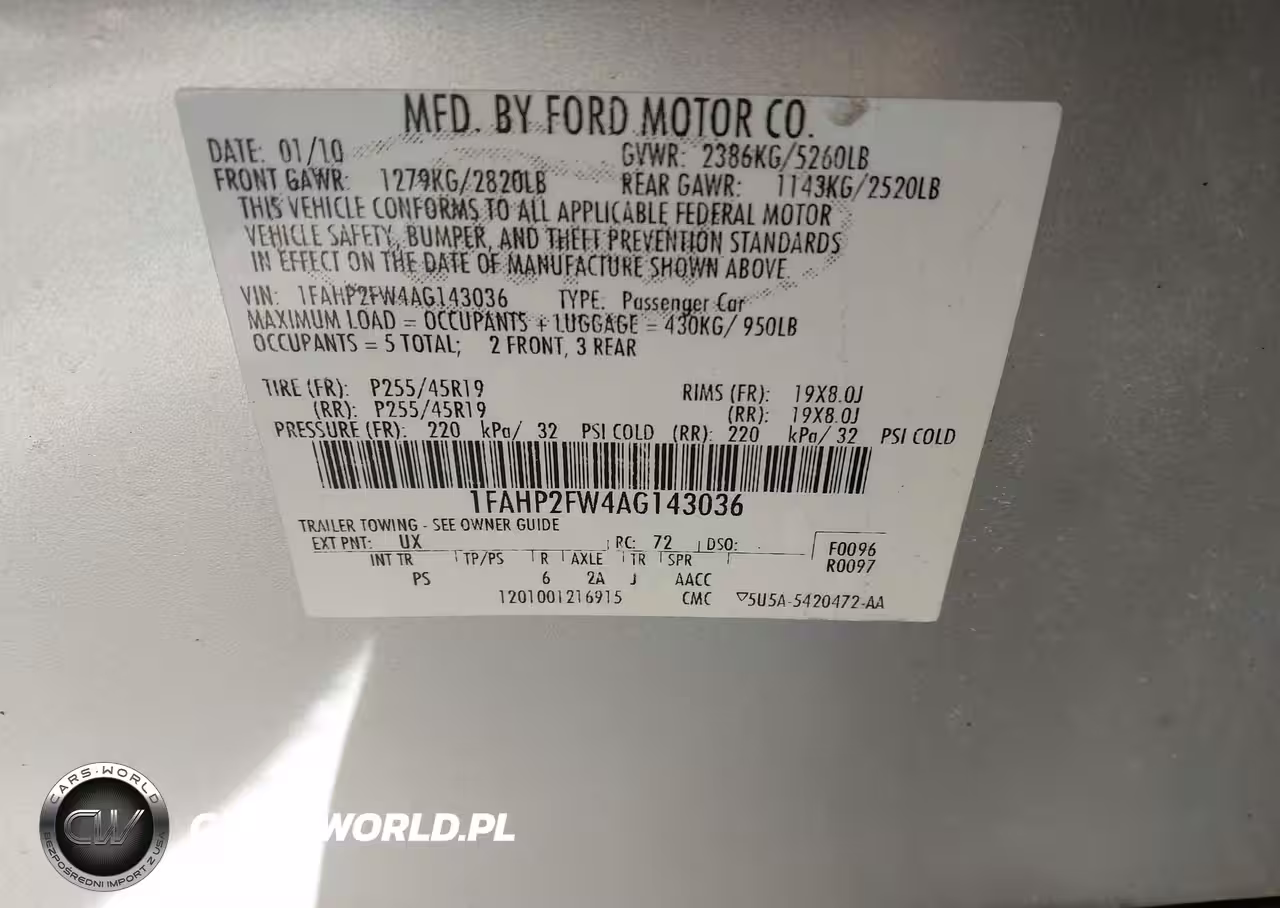 MFD. BY FORD MOTOR CO.
DATE: 01/10 GVWR: 2386KG/5260LB
FRONT GAWR: 1279KG/2820LB REAR GAWR: 1143KG/2520LB
THIS VEHICLE CONFORMS TO ALL APPLICABLE FEDERAL MOTOR
VEHICLE SAFETY, BUMPER, AND THEFT PREVENTION STANDARDS
IN EFFECT ON THE DATE OF MANUFACTURE SHOWN ABOVE.
VIN: 1FAHP2FW4AG143036 TYPE: Passenger Car
MAXIMUM LOAD = OCCUPANTS + LUGGAGE = 430KG/ 950LB
OCCUPANTS = 5 TOTAL; 2 FRONT, 3 REAR
TIRE (FR): P255/45R19 RIMS (FR): 19X8.0J
(RR): P255/45R19 (RR): 19X8.0J
PRESSURE (FR): 220 kPa/ 32 PSI COLD (RR): 220 kPa/ 32 PSI COLD
1FAHP2FW4AG143036
TRAILER TOWING - SEE OWNER GUIDE
EXT PNT: UX RC: 72 DSO: F0096
INT TR TP/PS R AXLE TR SPR R0097
PS 6 2A J AACC
1201001216915 CMC ▽5U5A-5420472-AA
CARS-WORLD
CW
BEZPOŚREDNI IMPORT Z USA
WORLD.PL